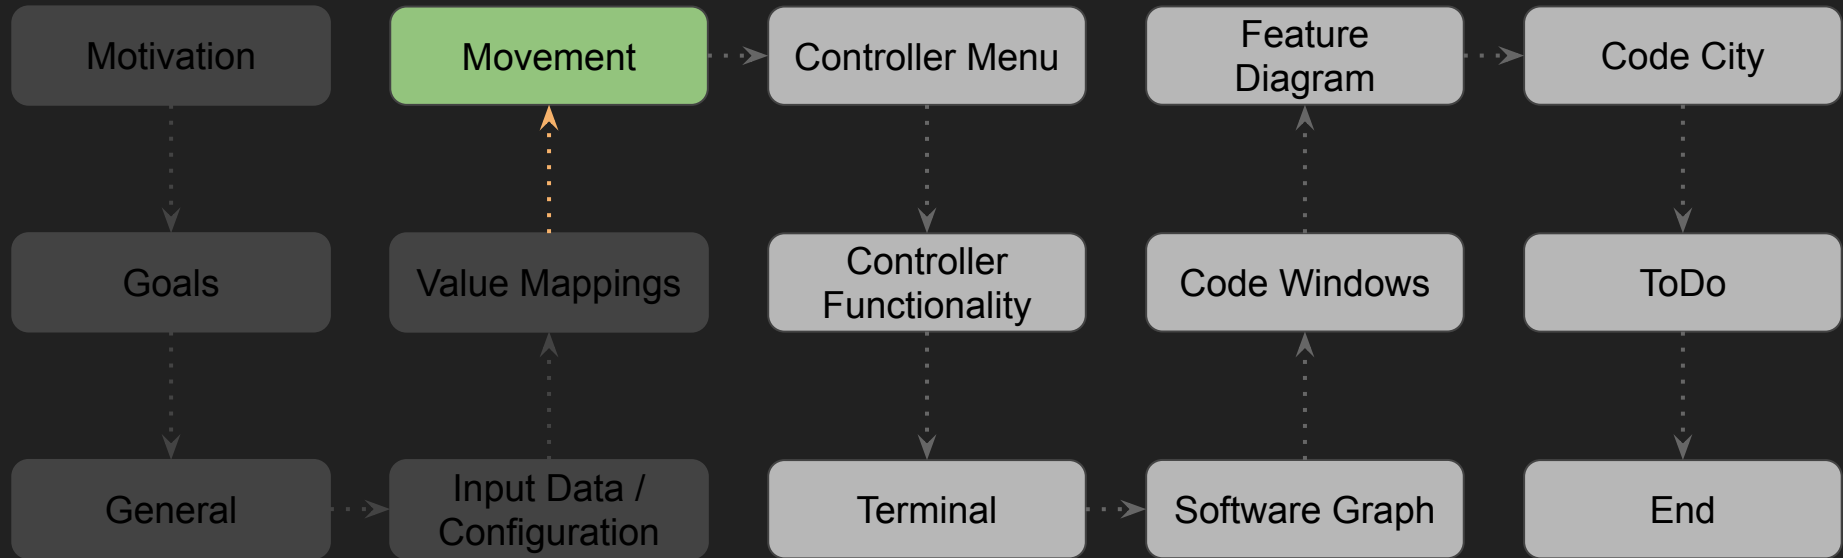 Motivation
Movement
Controller Menu
Feature
Diagram
Code City
Goals
Value Mappings
Controller
Functionality
Code Windows
ToDo
General
Input Data /
Configuration
Terminal
Software Graph
End